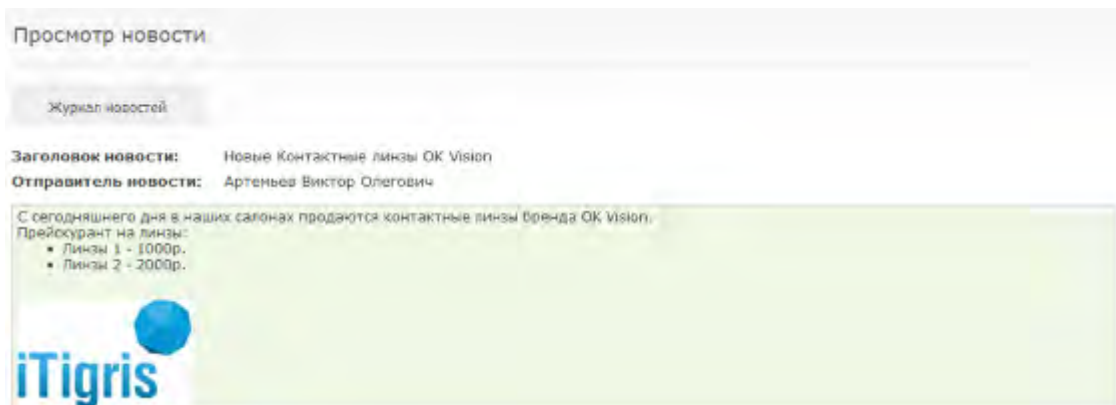 Просмотр новости
Журнал новостей
Заголовок новости: Новые Контактные линзы OK Vision
Отправитель новости: Артемьев Виктор Олегович
С сегодняшнего дня в наших салонах продаются контактные линзы бренда OK Vision.
Прейскурант на линзы:
• Линзы 1 - 1000р.
• Линзы 2 - 2000р.
iTigris